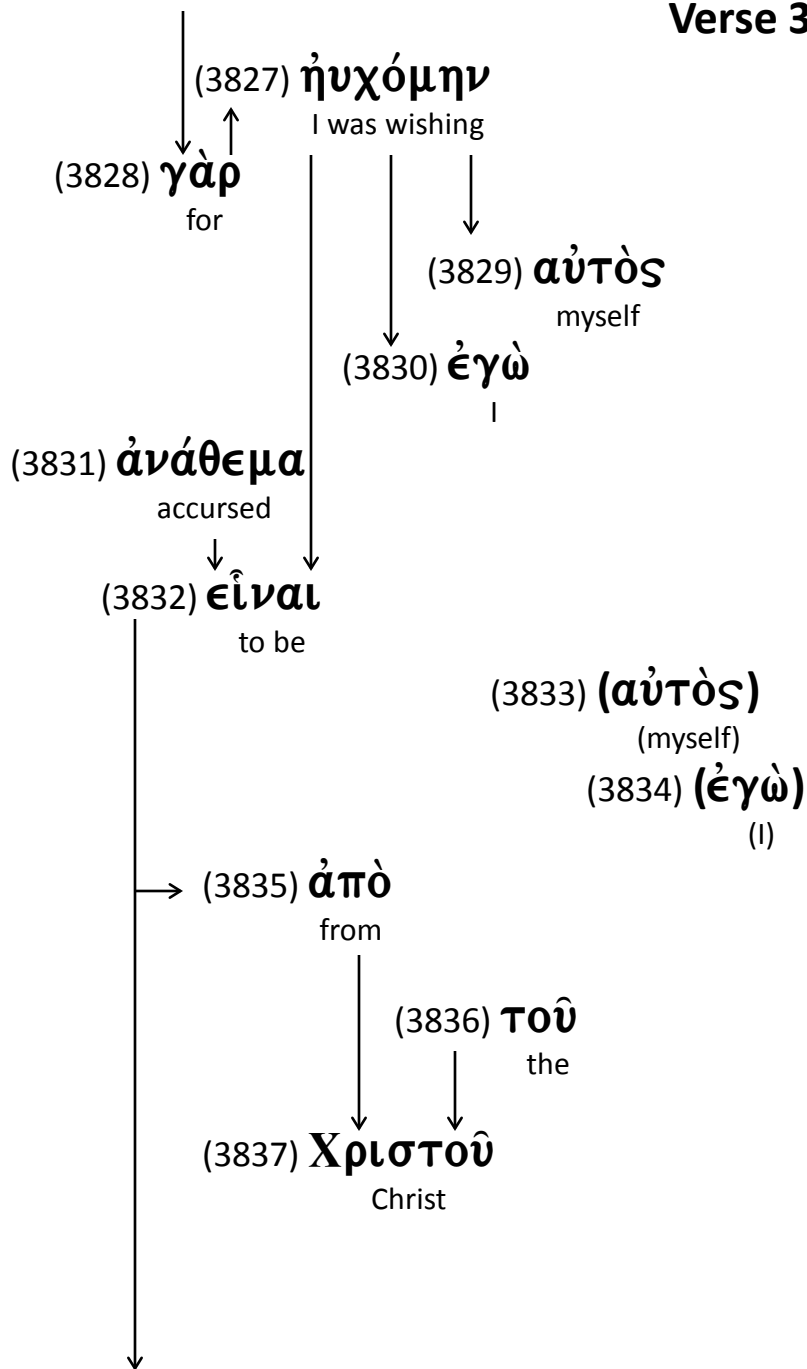 Verse 3
(3827) ηὐχόμην
I was wishing
(3828) γὰρ
for
(3829) αὐτὸς
myself
(3830) ἐγὼ
I
(3831) ἀνάθεμα
accursed
(3832) εἶναι
to be
(3833) (αὐτὸς)
(myself)
(3834) (ἐγὼ)
(I)
(3835) ἀπὸ
from
(3836) τοῦ
the
(3837) Χριστοῦ
Christ